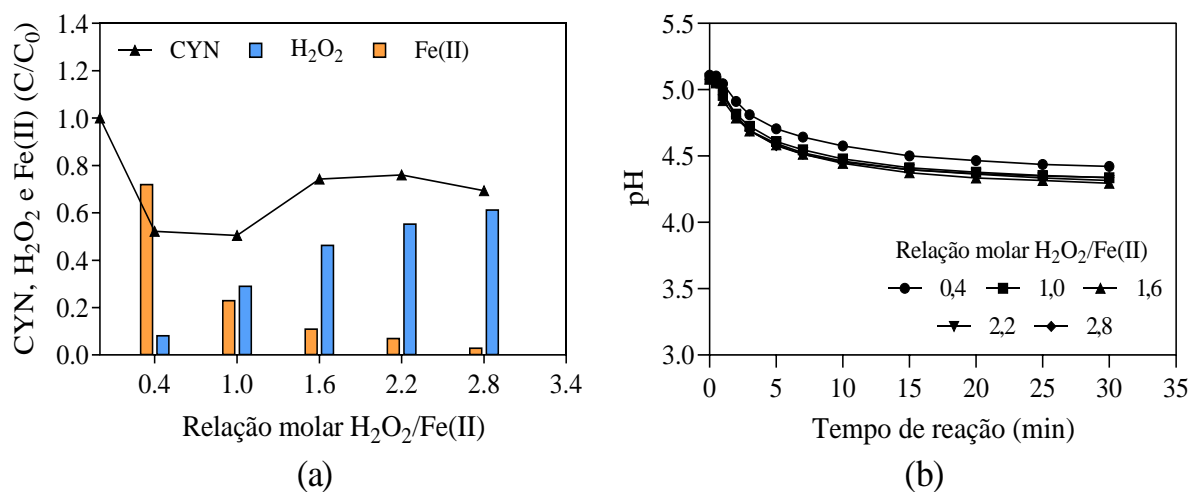 CYN, H₂O₂ e Fe(II) (C/C₀)
1.4
1.2
1.0
0.8
0.6
0.4
0.2
0.0
CYN H₂O₂ Fe(II)
0.4 1.0 1.6 2.2 2.8 3.4
Relação molar H₂O₂/Fe(II)
(a)
pH
5.5
5.0
4.5
4.0
3.5
3.0
Relação molar H₂O₂/Fe(II)
0,4 1,0 1,6
2,2 2,8
0 5 10 15 20 25 30 35
Tempo de reação (min)
(b)